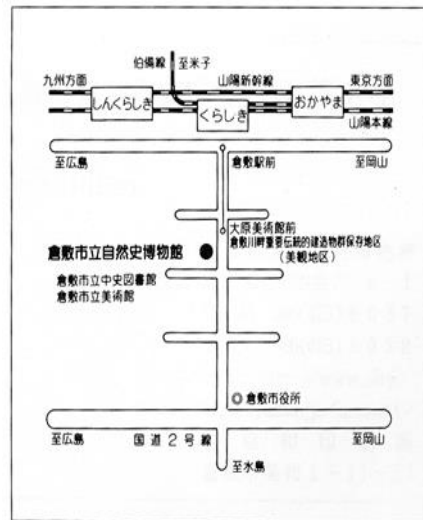 伯備線 至米子
九州方面 山陽新幹線 東京方面
しんくらしき くらしき おかやま
山陽本線
至広島 倉敷駅前 至岡山
大原美術館前
倉敷川畔重要伝統的建造物群保存地区
(美観地区)
倉敷市立自然史博物館
倉敷市立中央図書館
倉敷市立美術館
倉敷市役所
至広島 国道2号線 至岡山
至水島